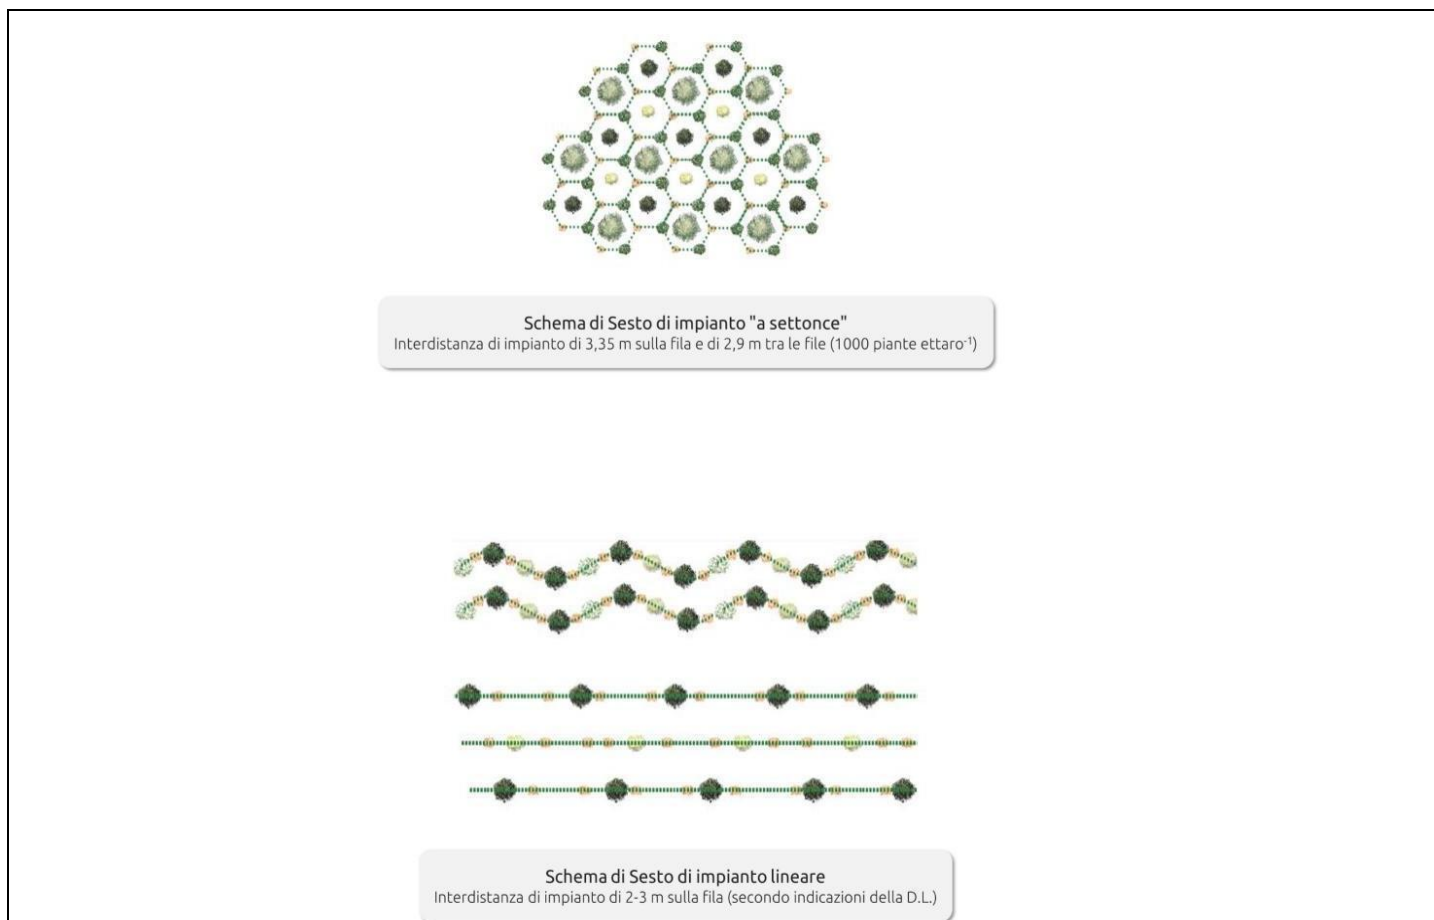 Schema di Sesto di impianto "a settonce"
Interdistanza di impianto di 3,35 m sulla fila e di 2,9 m tra le file (1000 piante ettaro⁻¹)
Schema di Sesto di impianto lineare
Interdistanza di impianto di 2-3 m sulla fila (secondo indicazioni della D.L.)